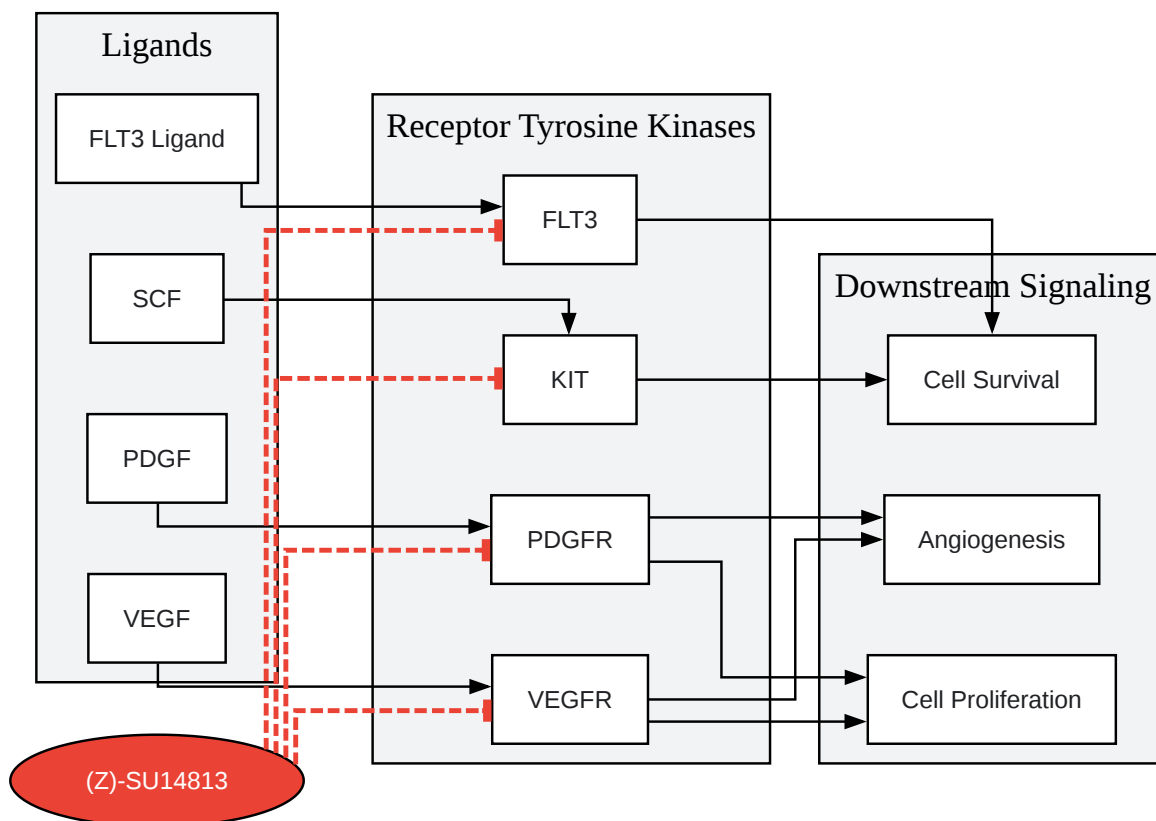 Ligands
FLT3 Ligand
SCF
PDGF
VEGF
(Z)-SU14813
Receptor Tyrosine Kinases
FLT3
KIT
PDGFR
VEGFR
Downstream Signaling
Cell Survival
Angiogenesis
Cell Proliferation